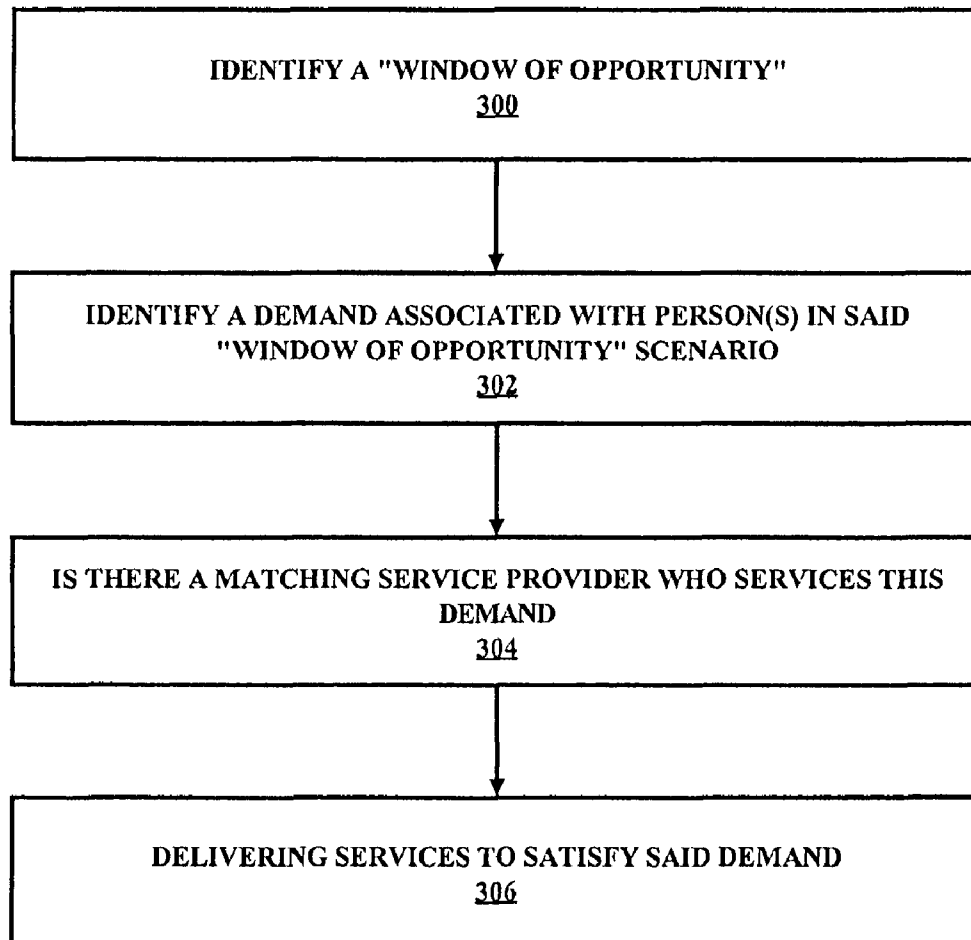 IDENTIFY A "WINDOW OF OPPORTUNITY"
300
IDENTIFY A DEMAND ASSOCIATED WITH PERSON(S) IN SAID
"WINDOW OF OPPORTUNITY" SCENARIO
302
IS THERE A MATCHING SERVICE PROVIDER WHO SERVICES THIS
DEMAND
304
DELIVERING SERVICES TO SATISFY SAID DEMAND
306